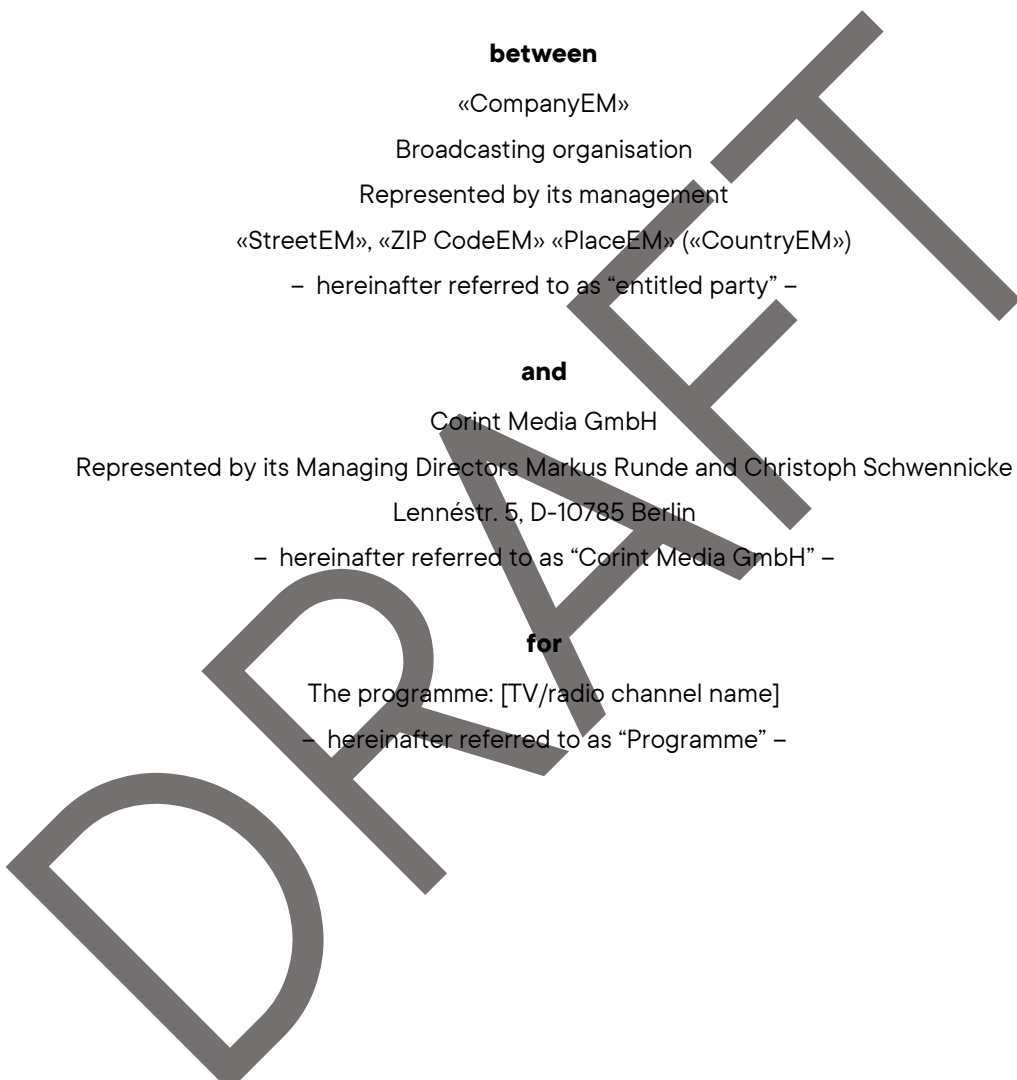 between
«CompanyEM»
Broadcasting organisation
Represented by its management
«StreetEM», «ZIP CodeEM» «PlaceEM» («CountryEM»)
– hereinafter referred to as “entitled party” –
and
Corint Media GmbH
Represented by its Managing Directors Markus Runde and Christoph Schwennicke
Lennéstr. 5, D-10785 Berlin
– hereinafter referred to as “Corint Media GmbH” –
for
The programme: [TV/radio channel name]
– hereinafter referred to as “Programme” –
DRAFT